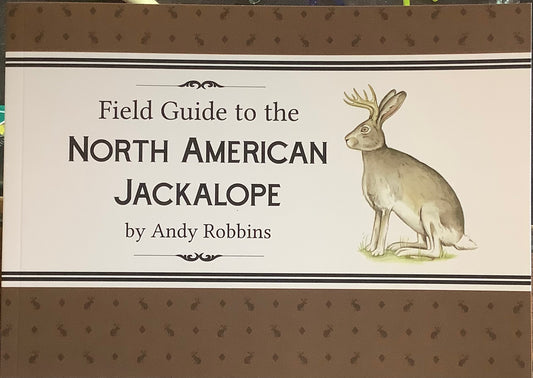 Field Guide to the
NORTH AMERICAN
JACKALOPE
by Andy Robbins